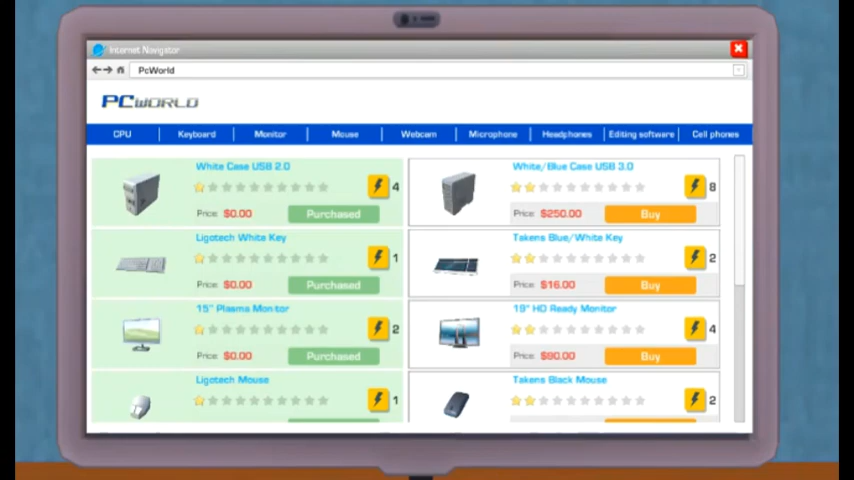 Internet Navigator
PcWorld
PCWORLD
CPU Keyboard Monitor Mouse Webcam Microphone Headphones Editing software Cell phones
White Case USB 2.0
4
Price: $0.00 Purchased
White/Blue Case USB 3.0
8
Price: $250.00 Buy
Ligotech White Key
1
Price: $0.00 Purchased
Takens Blue/White Key
2
Price: $16.00 Buy
15" Plasma Monitor
2
Price: $0.00 Purchased
19" HD Ready Monitor
4
Price: $80.00 Buy
Ligotech Mouse
1
Takens Black Mouse
2